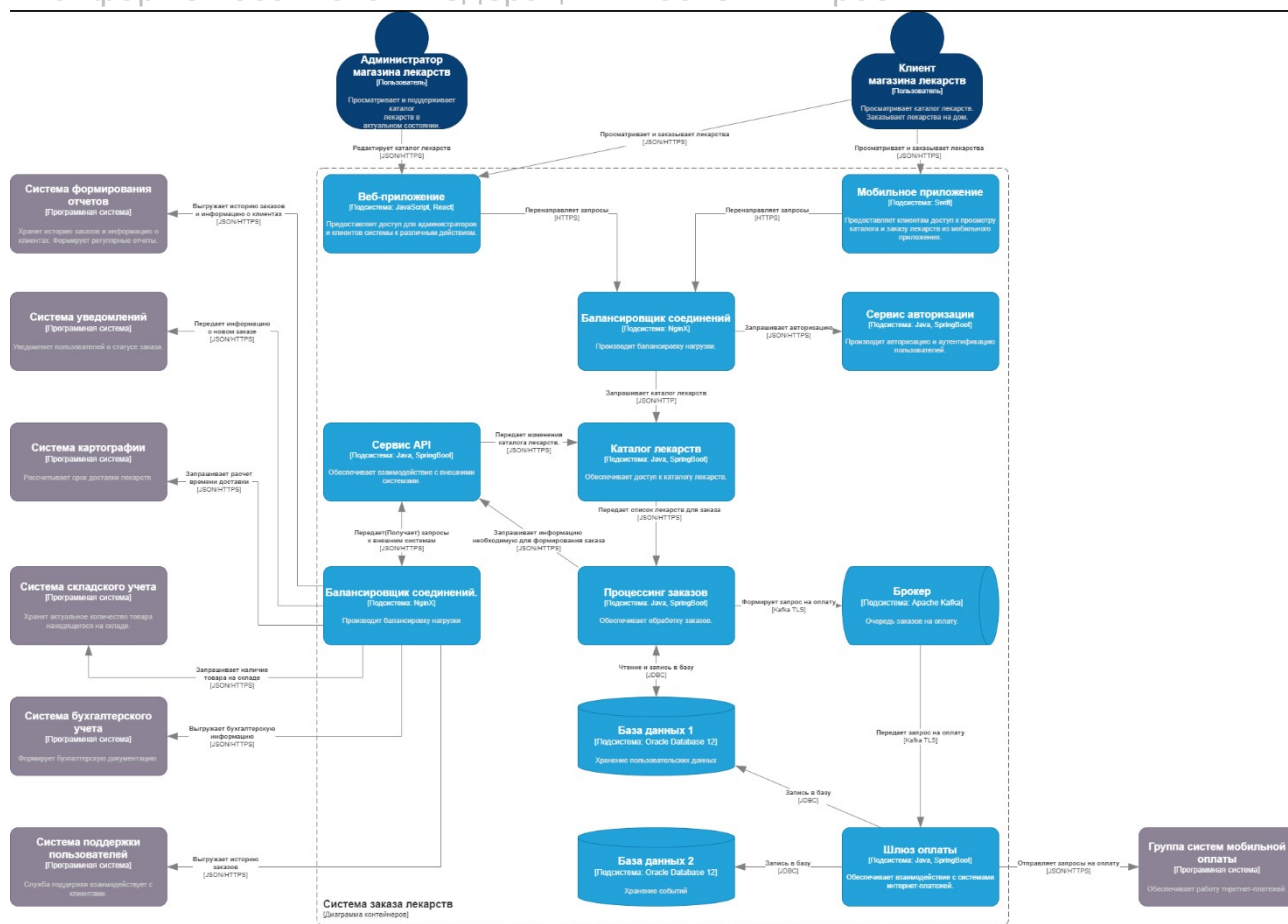 Администратор
магазина лекарств
[Пользователь]
Просматривает и поддерживает
каталог
лекарств в
актуальном состоянии.
Клиент
магазина лекарств
[Пользователь]
Просматривает каталог лекарств.
Заказывает лекарства на дом.
Редактирует каталог лекарств
[JSON/HTTPS]
Просматривает и заказывает лекарства
[JSON/HTTPS]
Просматривает и заказывает лекарства
[JSON/HTTPS]
Система формирования
отчетов
[Программная система]
Хранит историю заказов и информацию о
клиентах. Формирует регулярные отчеты.
Выгружает историю заказов
и информацию о клиентах
[JSON/HTTPS]
Веб-приложение
[Подсистема: JavaScript, React]
Предоставляет доступ для администраторов
и клиентов системы к различным действиям.
Перенаправляет запросы
[HTTPS]
Перенаправляет запросы
[HTTPS]
Мобильное приложение
[Подсистема: Swift]
Предоставляет клиентам доступ к просмотру
каталога и заказу лекарств из мобильного
приложения.
Система уведомлений
[Программная система]
Уведомляет пользователей о статусе заказа.
Передает информацию
о новом заказе
[JSON/HTTPS]
Балансировщик соединений
[Подсистема: NginX]
Производит балансировку нагрузки.
Запрашивает авторизацию
[JSON/HTTPS]
Сервис авторизации
[Подсистема: Java, SpringBoot]
Производит авторизацию и аутентификацию
пользователей.
Запрашивает каталог лекарств
[JSON/HTTP]
Система картографии
[Программная система]
Рассчитывает срок доставки лекарств.
Запрашивает расчет
времени доставки
[JSON/HTTPS]
Сервис API
[Подсистема: Java, SpringBoot]
Обеспечивает взаимодействие с внешними
системами.
Передает изменения
каталога лекарств.
[JSON/HTTPS]
Каталог лекарств
[Подсистема: Java, SpringBoot]
Обеспечивает доступ к каталогу лекарств.
Передает список лекарств для заказа
[JSON/HTTPS]
Передает(Получает) запросы
к внешним системам
[JSON/HTTPS]
Запрашивает информацию
необходимую для формирования заказа
[JSON/HTTPS]
Система складского учета
[Программная система]
Хранит актуальное количество товара
находящегося на складе.
Балансировщик соединений.
[Подсистема: NginX]
Производит балансировку нагрузки
Процессинг заказов
[Подсистема: Java, SpringBoot]
Обеспечивает обработку заказов.
Формирует запрос на оплату
[Kafka TLS]
Брокер
[Подсистема: Apache Kafka]
Очередь заказов на оплату.
Запрашивает наличие
товара на складе
[JSON/HTTPS]
Чтение и запись в базу
[JDBC]
Система бухгалтерского
учета
[Программная система]
Формирует бухгалтерскую документацию.
Выгружает бухгалтерскую
информацию
[JSON/HTTPS]
База данных 1
[Подсистема: Oracle Database 12]
Хранение пользовательских данных
Передает запрос на оплату
[Kafka TLS]
Запись в базу
[JDBC]
Система поддержки
пользователей
[Программная система]
Служба поддержки взаимодействует с
клиентами.
Выгружает историю
заказов
[JSON/HTTPS]
База данных 2
[Подсистема: Oracle Database 12]
Хранение событий
Запись в базу
[JDBC]
Шлюз оплаты
[Подсистема: Java, SpringBoot]
Обеспечивает взаимодействие с системами
интернет-платежей.
Отправляет запросы на оплату
[JSON/HTTPS]
Группа систем мобильной
оплаты
[Программная система]
Обеспечивает работу
Система заказа лекарств
[Диаграмма контейнеров]